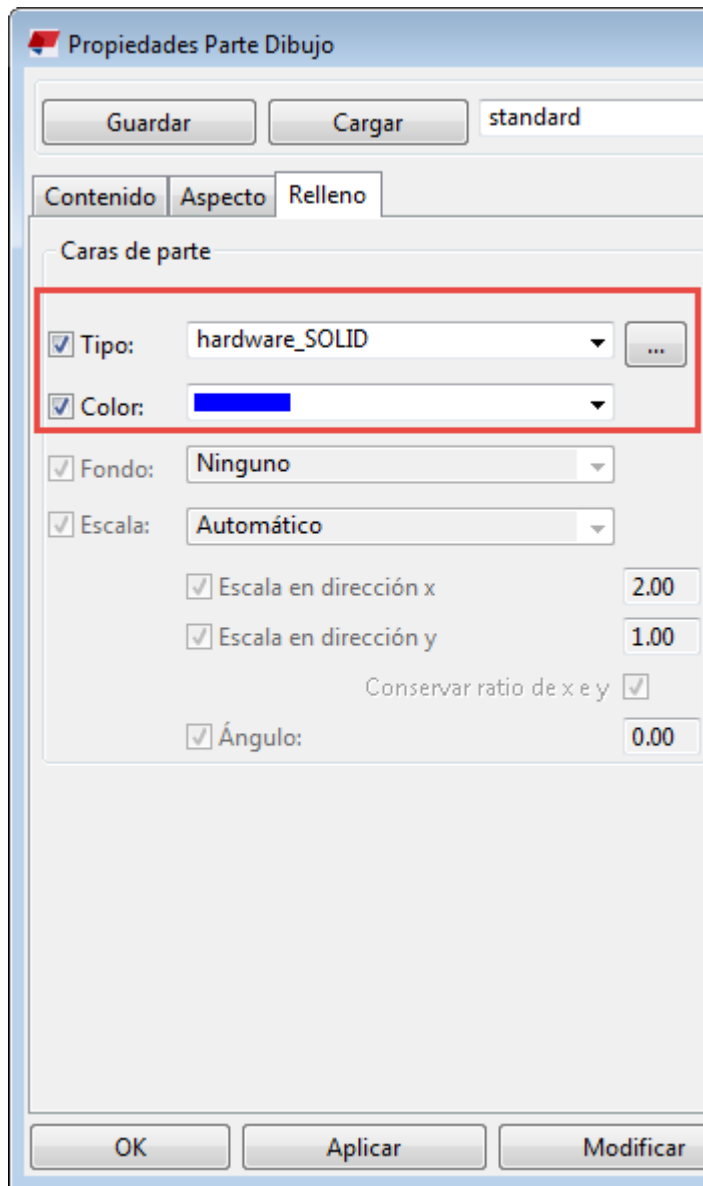 Propiedades Parte Dibujo
Guardar Cargar standard
Contenido Aspecto Relleno
Caras de parte
Tipo: hardware_SOLID ...
Color:
Fondo: Ninguno
Escala: Automático
Escala en dirección x 2.00
Escala en dirección y 1.00
Conservar ratio de x e y
Ángulo: 0.00
OK Aplicar Modificar